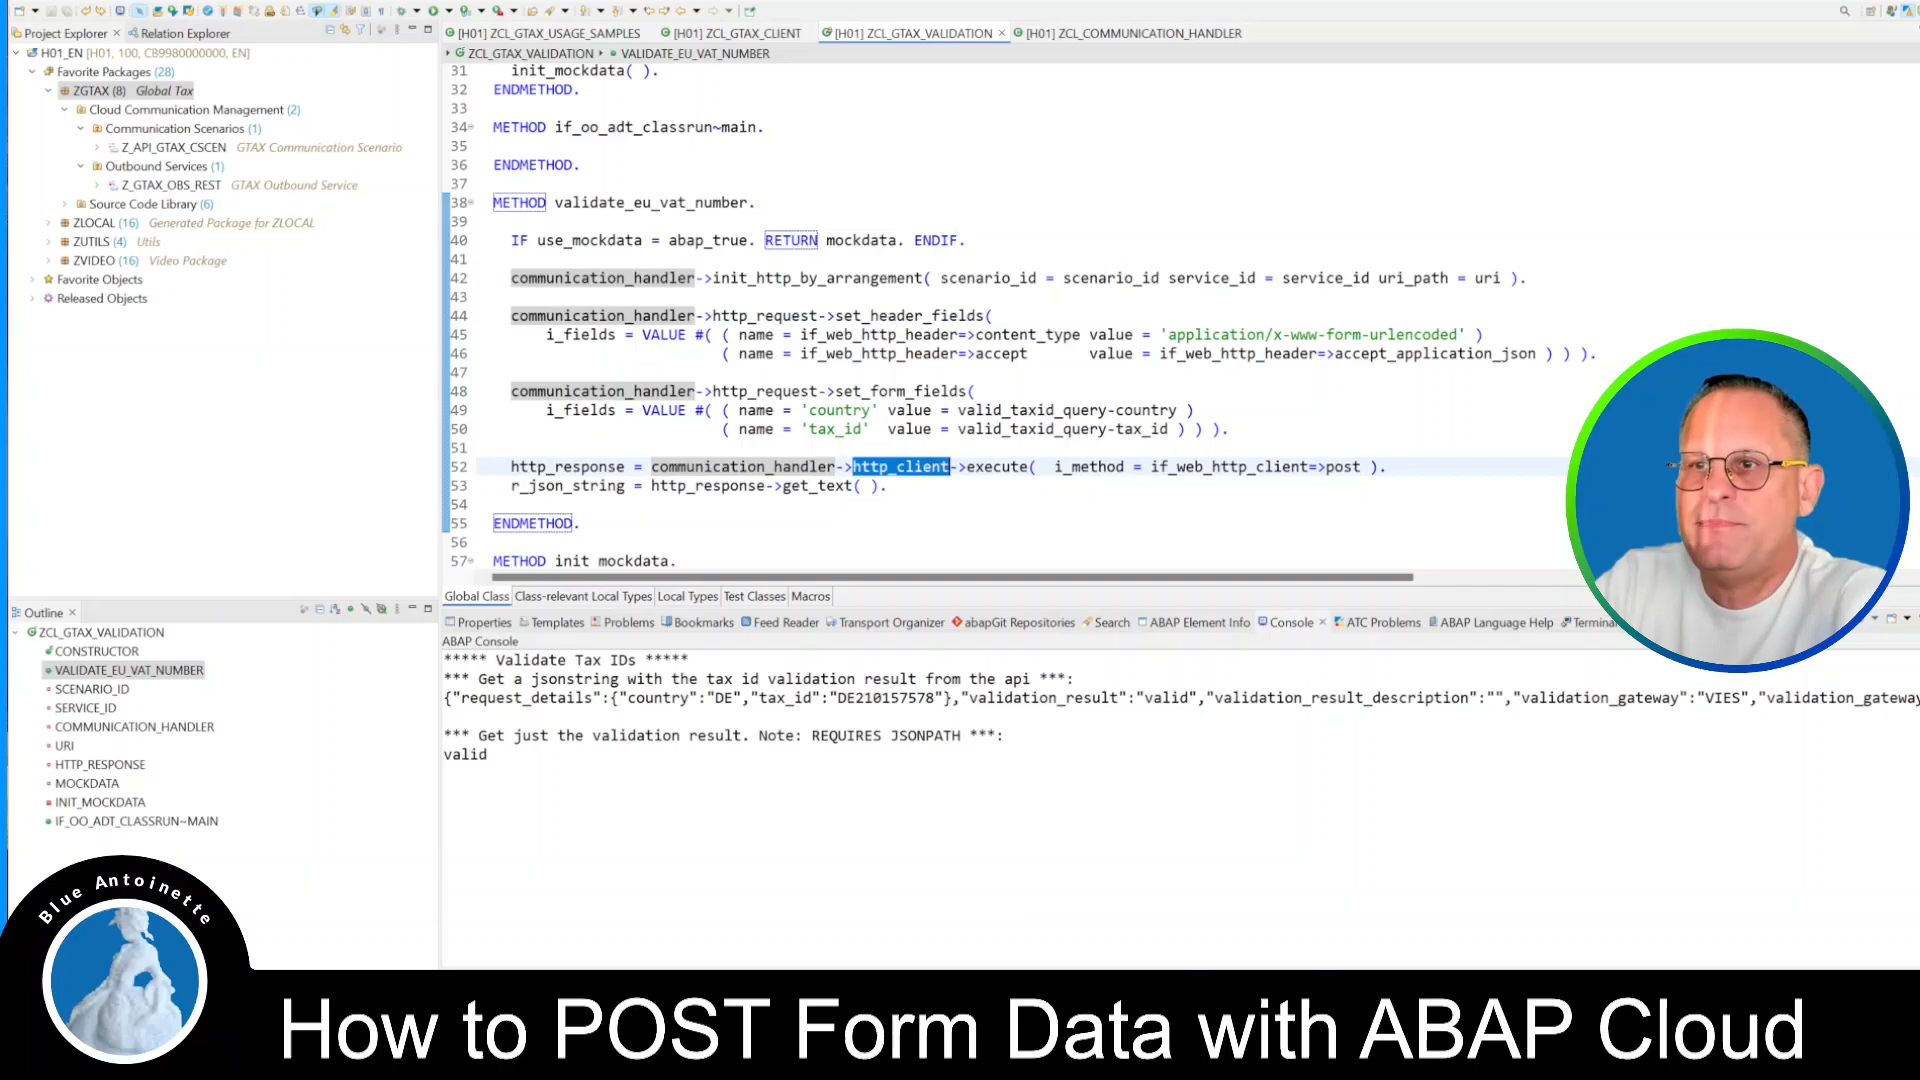 Project Explorer
Relation Explorer
H01_EN [H01, 100, CB9980000000, EN]
Favorite Packages (28)
ZGTAX (8) Global Tax
Cloud Communication Management (2)
Communication Scenarios (1)
Z_API_GTAX_CSCEN GTAX Communication Scenario
Outbound Services (1)
Z_GTAX_OBS_REST GTAX Outbound Service
Source Code Library (6)
ZLOCAL (16) Generated Package for ZLOCAL
ZUTILS (4) Utils
ZVIDEO (16) Video Package
Favorite Objects
Released Objects
[H01] ZCL_GTAX_USAGE_SAMPLES
[H01] ZCL_GTAX_CLIENT
[H01] ZCL_GTAX_VALIDATION
[H01] ZCL_COMMUNICATION_HANDLER
ZCL_GTAX_VALIDATION
VALIDATE_EU_VAT_NUMBER
31 init_mockdata( ).
32 ENDMETHOD.
33
34 METHOD if_oo_adt_classrun~main.
35
36 ENDMETHOD.
37
38 METHOD validate_eu_vat_number.
39
40 IF use_mockdata = abap_true. RETURN mockdata. ENDIF.
41
42 communication_handler->init_http_by_arrangement( scenario_id = scenario_id service_id = service_id uri_path = uri ).
43
44 communication_handler->http_request->set_header_fields(
45 i_fields = VALUE #( ( name = if_web_http_header=>content_type value = 'application/x-www-form-urlencoded' )
46 ( name = if_web_http_header=>accept value = if_web_http_header=>accept_application_json ) ) ).
47
48 communication_handler->http_request->set_form_fields(
49 i_fields = VALUE #( ( name = 'country' value = valid_taxid_query-country )
50 ( name = 'tax_id' value = valid_taxid_query-tax_id ) ) ).
51
52 http_response = communication_handler->http_client->execute( i_method = if_web_http_client=>post ).
53 r_json_string = http_response->get_text( ).
54
55 ENDMETHOD.
56
57 METHOD init mockdata.
Global Class Class-relevant Local Types Local Types Test Classes Macros
Outline
ZCL_GTAX_VALIDATION
CONSTRUCTOR
VALIDATE_EU_VAT_NUMBER
SCENARIO_ID
SERVICE_ID
COMMUNICATION_HANDLER
URI
HTTP_RESPONSE
MOCKDATA
INIT_MOCKDATA
IF_OO_ADT_CLASSRUN~MAIN
Properties Templates Problems Bookmarks Feed Reader Transport Organizer abapGit Repositories Search ABAP Element Info Console ATC Problems ABAP Language Help Termina
ABAP Console
***** Validate Tax IDs *****
*** Get a jsonstring with the tax id validation result from the api ***:
{"request_details":{"country":"DE","tax_id":"DE210157578"},"validation_result":"valid","validation_result_description":"","validation_gateway":"VIES","validation_gateway
*** Get just the validation result. Note: REQUIRES JSONPATH ***:
valid
Blue Antoinette
How to POST Form Data with ABAP Cloud